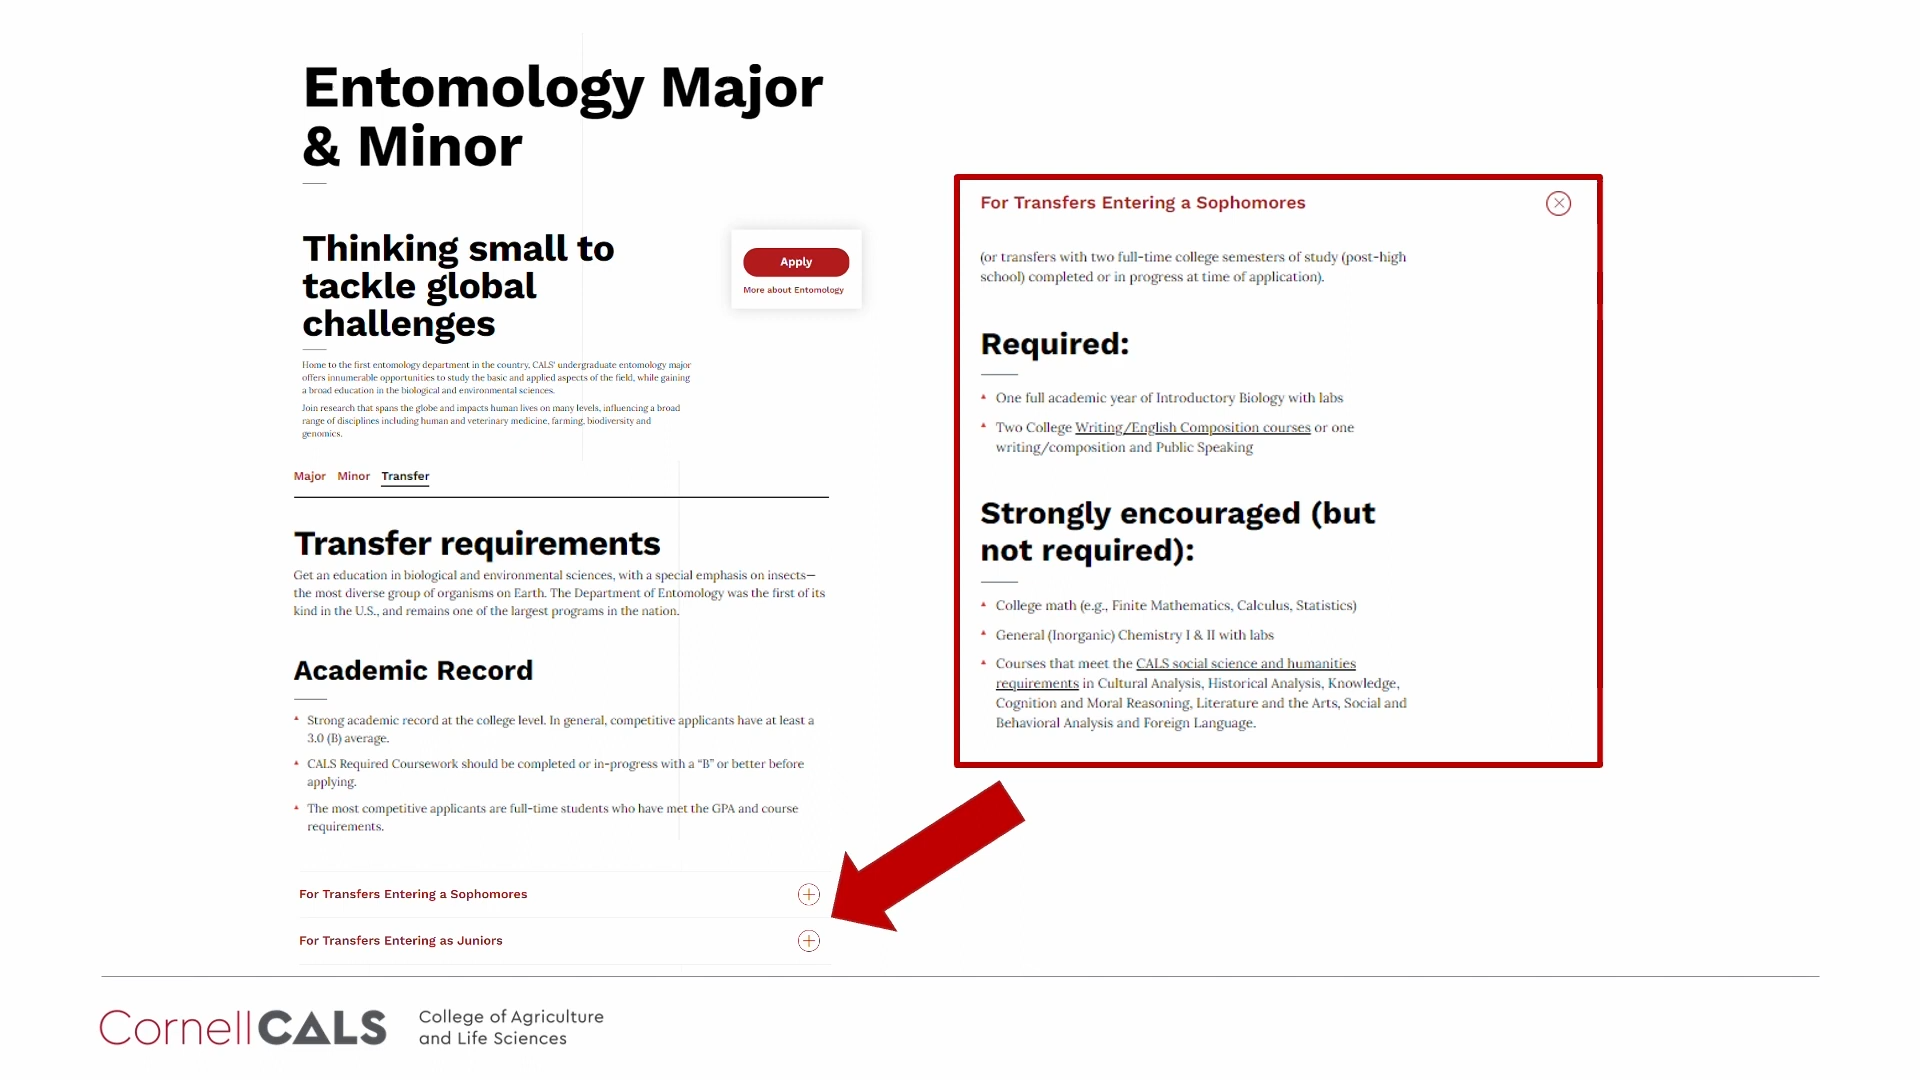 Entomology Major
& Minor
Thinking small to
tackle global
challenges
Apply
More about Entomology
Home to the first entomology department in the country, CALS' undergraduate entomology major
offers innumerable opportunities to study the basic and applied aspects of the field, while gaining
a broad education in the biological and environmental sciences.
Join research that spans the globe and impacts human lives on many levels, influencing a broad
range of disciplines including human and veterinary medicine, farming, biodiversity and
genomics.
Major Minor Transfer
Transfer requirements
Get an education in biological and environmental sciences, with a special emphasis on insects—
the most diverse group of organisms on Earth. The Department of Entomology was the first of its
kind in the U.S., and remains one of the largest programs in the nation.
Academic Record
Strong academic record at the college level. In general, competitive applicants have at least a
3.0 (B) average.
CALS Required Coursework should be completed or in-progress with a “B” or better before
applying.
The most competitive applicants are full-time students who have met the GPA and course
requirements.
For Transfers Entering a Sophomores
For Transfers Entering as Juniors
For Transfers Entering a Sophomores
(or transfers with two full-time college semesters of study (post-high
school) completed or in progress at time of application).
Required:
One full academic year of Introductory Biology with labs
Two College Writing/English Composition courses or one
writing/composition and Public Speaking
Strongly encouraged (but
not required):
College math (e.g., Finite Mathematics, Calculus, Statistics)
General (Inorganic) Chemistry I & II with labs
Courses that meet the CALS social science and humanities
requirements in Cultural Analysis, Historical Analysis, Knowledge,
Cognition and Moral Reasoning, Literature and the Arts, Social and
Behavioral Analysis and Foreign Language.
CornellCALS
College of Agriculture
and Life Sciences